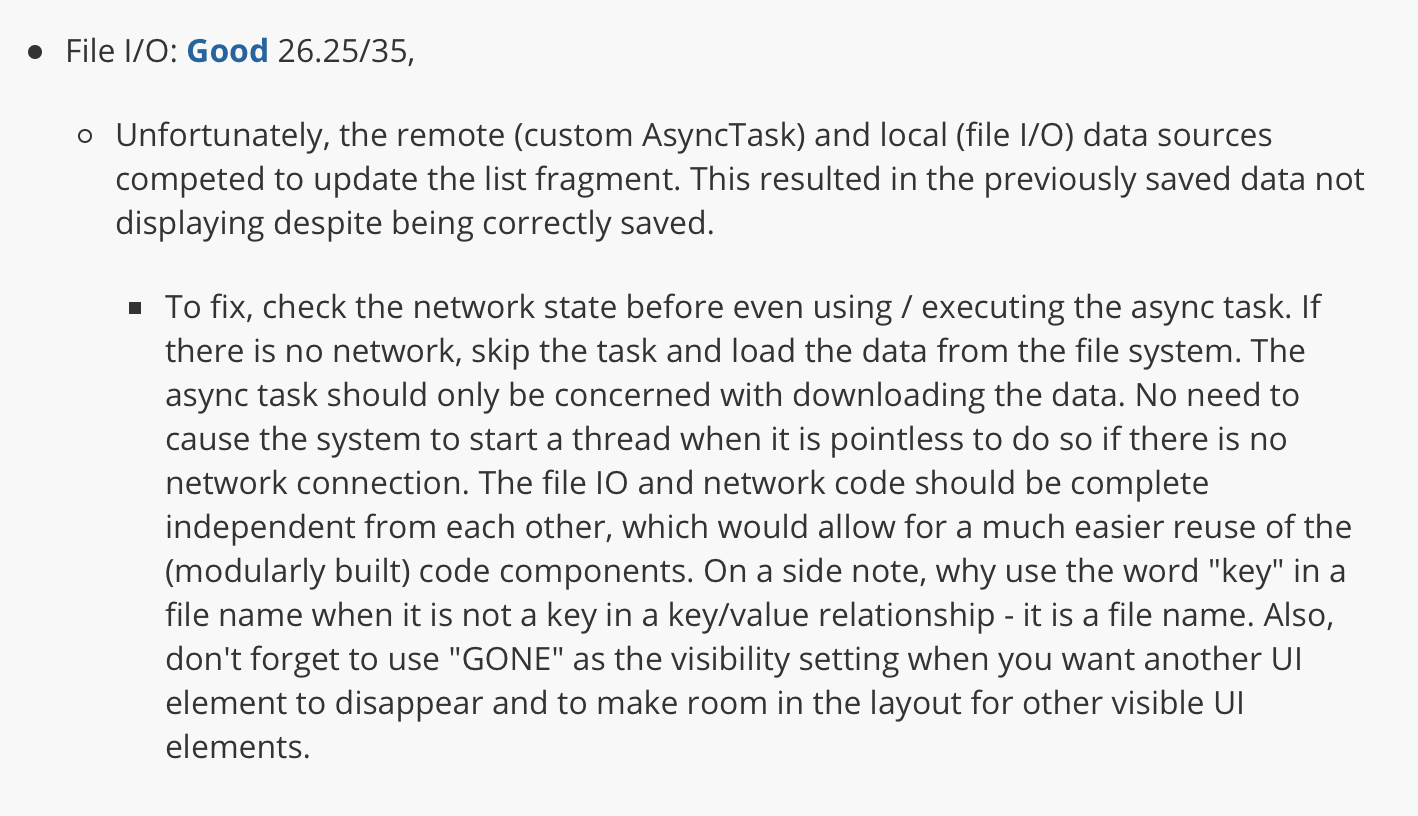 File I/O: Good 26.25/35,
Unfortunately, the remote (custom AsyncTask) and local (file I/O) data sources
competed to update the list fragment. This resulted in the previously saved data not
displaying despite being correctly saved.
To fix, check the network state before even using / executing the async task. If
there is no network, skip the task and load the data from the file system. The
async task should only be concerned with downloading the data. No need to
cause the system to start a thread when it is pointless to do so if there is no
network connection. The file IO and network code should be complete
independent from each other, which would allow for a much easier reuse of the
(modularly built) code components. On a side note, why use the word "key" in a
file name when it is not a key in a key/value relationship - it is a file name. Also,
don't forget to use "GONE" as the visibility setting when you want another UI
element to disappear and to make room in the layout for other visible UI
elements.